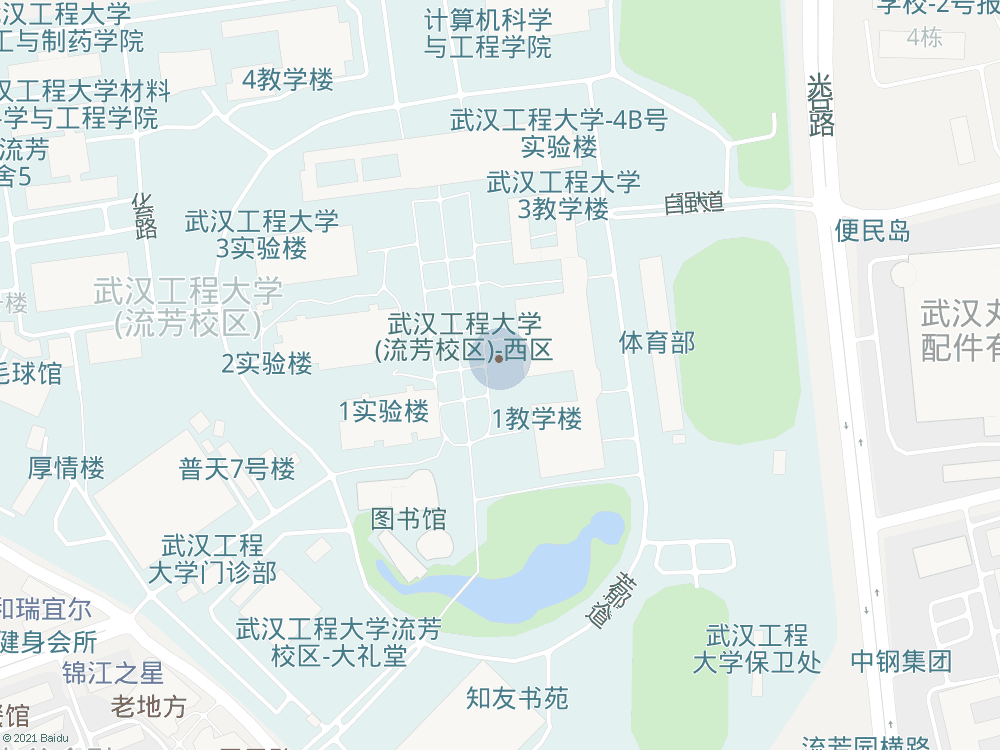 汉工程大学
工与制药学院
计算机科学
与工程学院
学校-2号报
4栋
4教学楼
汉工程大学材料
学与工程学院
光谷路
武汉工程大学-4B号
实验楼
流芳
舍5
武汉工程大学
3教学楼
自强大道
化育路
武汉工程大学
3实验楼
便民岛
武汉工程大学
(流芳校区)
楼
武汉
配件有
武汉工程大学
(流芳校区)-西区
体育部
2实验楼
毛球馆
1实验楼
1教学楼
厚情楼
普天7号楼
图书馆
武汉工程
大学门诊部
芳都道
和瑞宜尔
健身会所
武汉工程大学流芳
校区-大礼堂
武汉工程
大学保卫处
中钢集团
锦江之星
老地方
知友书苑
馆
流芳园横路
© 2021 Baidu